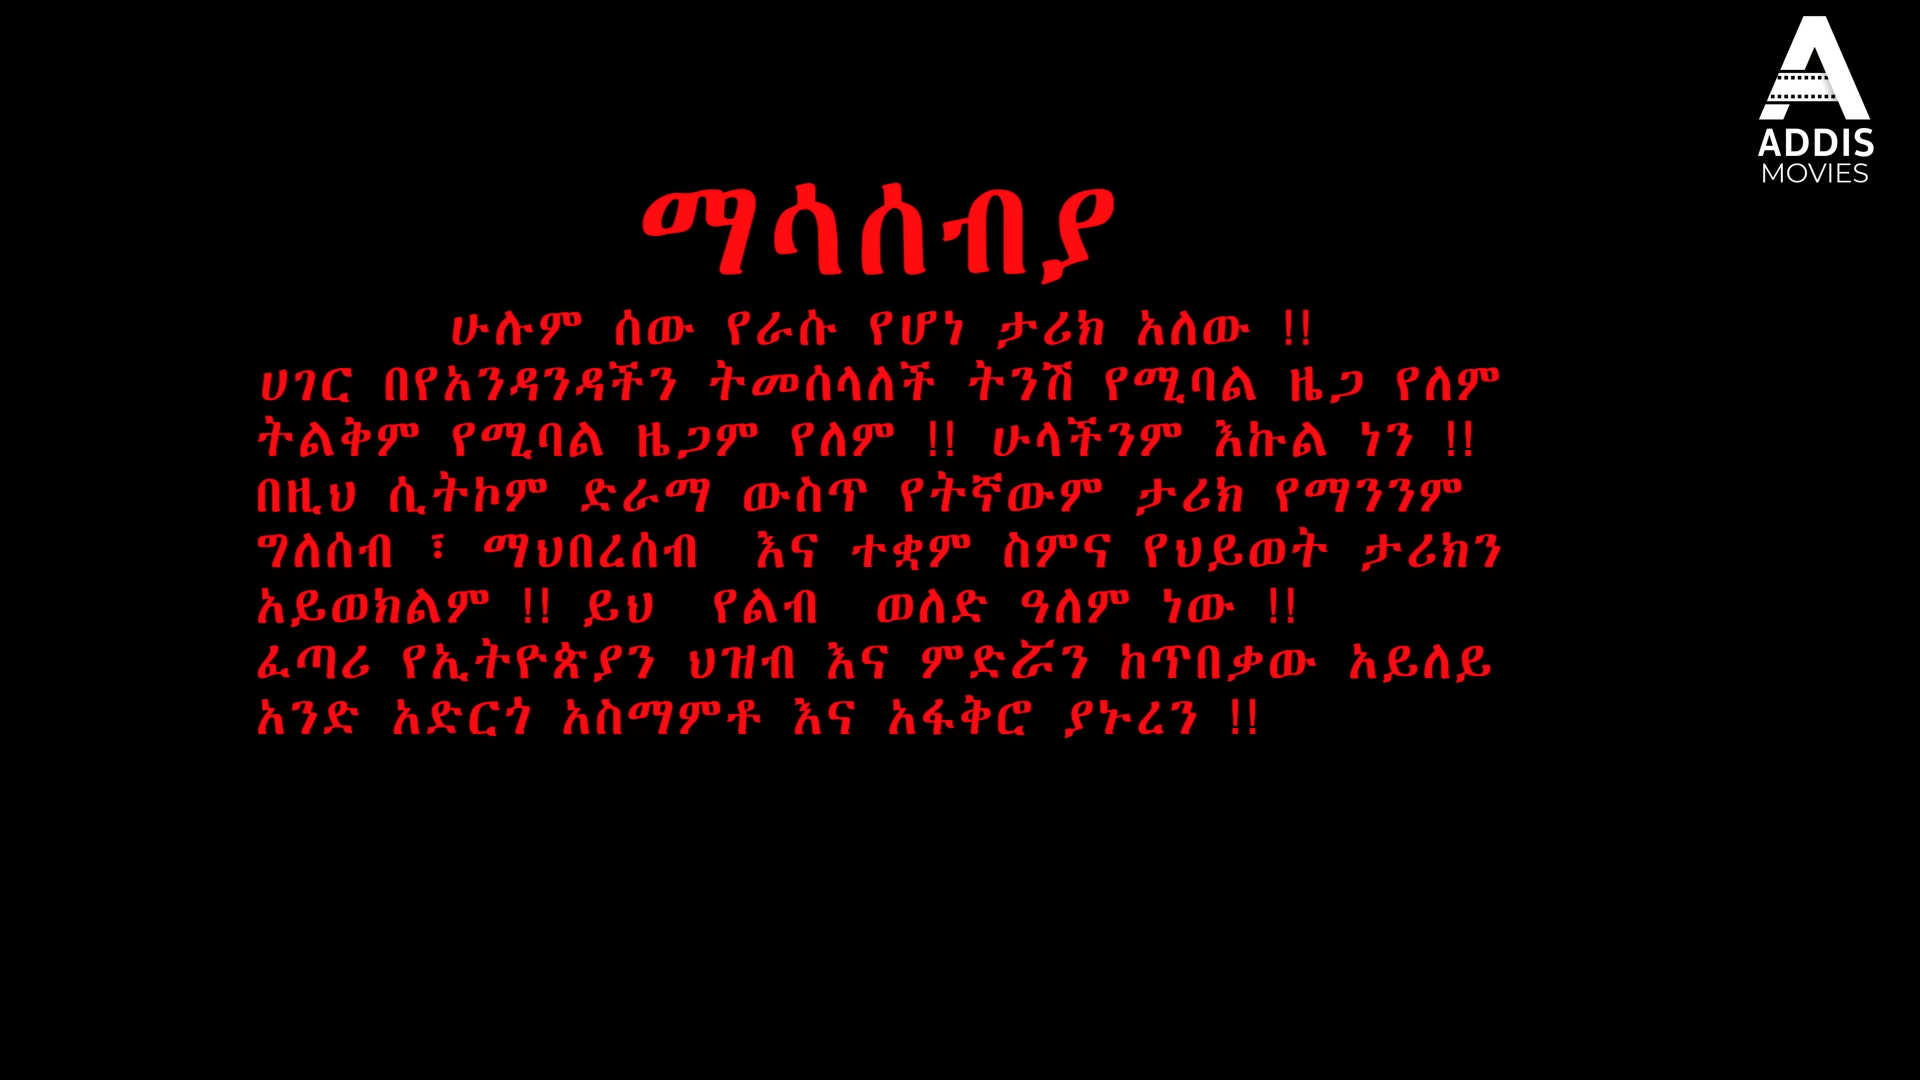 ADDIS
MOVIES
ማሳሰብያ
ሁሉም ሰው የራሱ የሆነ ታሪክ አለው !!
ሀገር በየአንዳንዳችን ትመሰላለች ትንሽ የሚባል ዜጋ የለም
ትልቅም የሚባል ዜጋም የለም !! ሁላችንም እኩል ነን !!
በዚህ ሲትኮም ድራማ ውስጥ የትኛውም ታሪክ የማንንም
ግለሰብ ፣ ማህበረሰብ እና ተቋም ስምና የህይወት ታሪክን
አይወክልም !! ይህ የልብ ወለድ ዓለም ነው !!
ፈጣሪ የኢትዮጵያን ህዝብ እና ምድሯን ከጥበቃው አይለይ
አንድ አድርጎ አስማምቶ እና አፋቅሮ ያኑረን !!